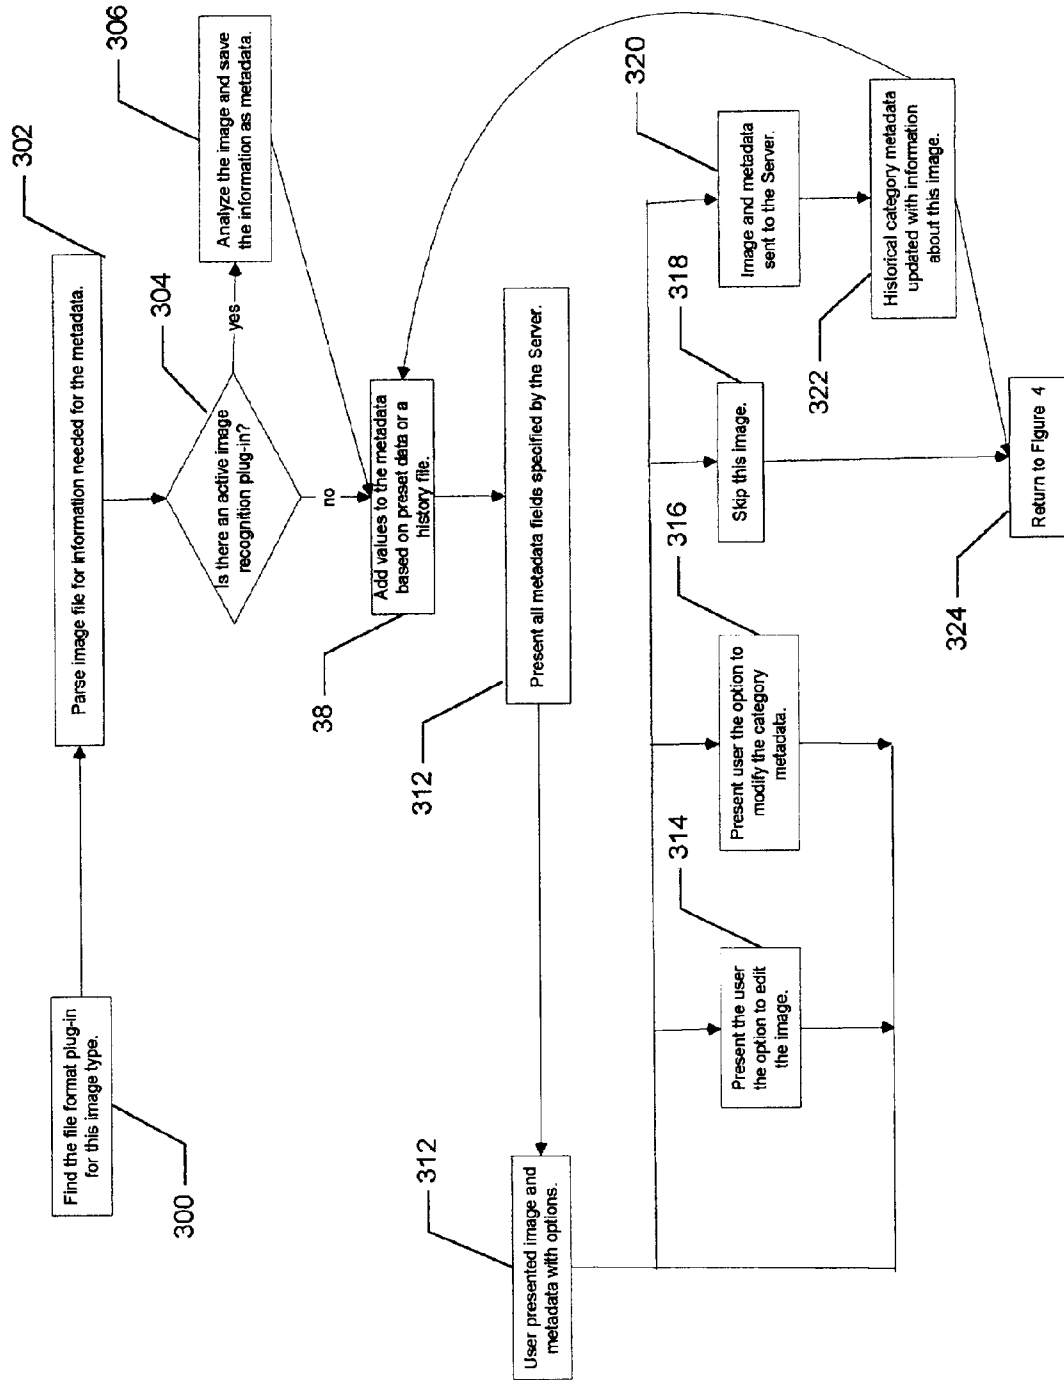 Find the file format plug-in
for this image type.
300
Parse image file for information needed for the metadata.
302
Is there an active image
recognition plug-in?
304
yes
no
Analyze the image and save
the information as metadata.
306
Add values to the metadata
based on preset data or a
history file.
38
Present all metadata fields specified by the Server.
312
User presented image and
metadata with options.
312
Present the user
the option to edit
the image.
314
Present user the option to
modify the category
metadata.
316
Skip this image.
318
Image and metadata
sent to the Server.
320
Historical category metadata
updated with information
about this image.
322
Return to Figure 4
324